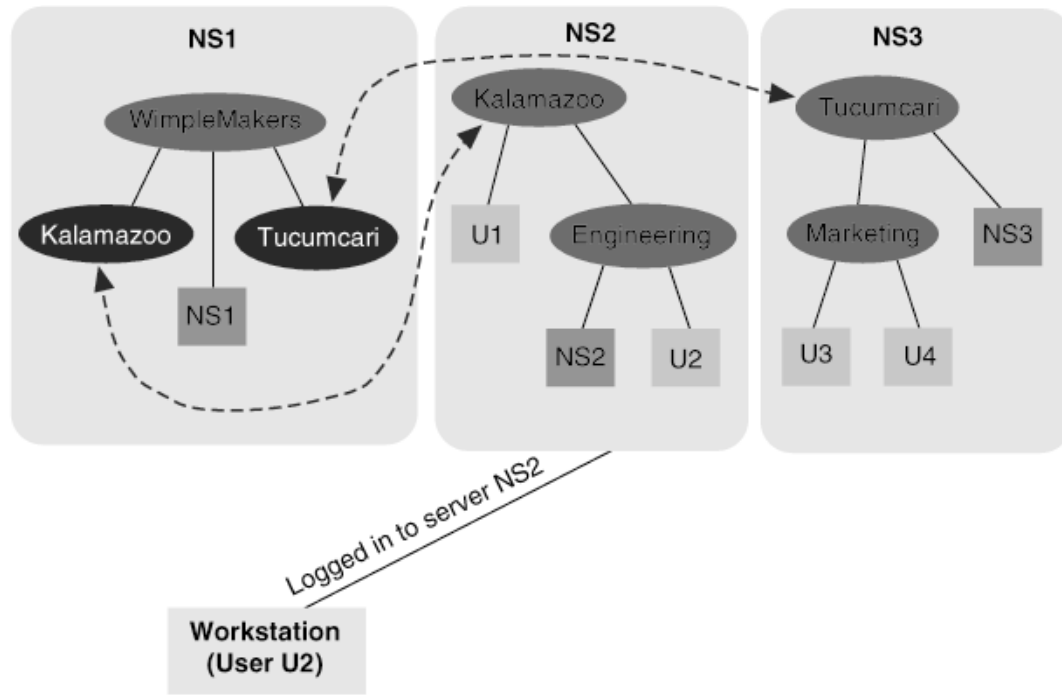 NS1
WimpleMakers
Kalamazoo
Tucumcari
NS1
NS2
Kalamazoo
U1
Engineering
NS2
U2
NS3
Tucumcari
Marketing
NS3
U3
U4
Logged in to server NS2
Workstation
(User U2)